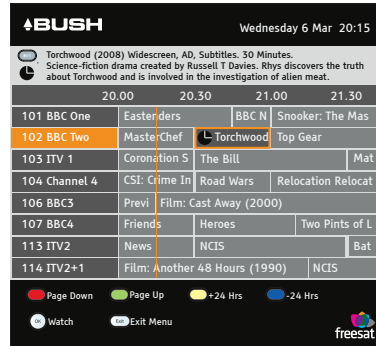 BUSH
Wednesday 6 Mar 20:15
Torchwood (2008) Widescreen, AD, Subtitles. 30 Minutes.
Science-fiction drama created by Russell T Davies. Rhys discovers the truth
about Torchwood and is involved in the investigation of alien meat.
20.00 20.30 21.00 21.30
101 BBC One Eastenders BBC N Snooker: The Mas
102 BBC Two MasterChef Torchwood Top Gear
103 ITV 1 Coronation S The Bill Mat
104 Channel 4 CSI: Crime In Road Wars Relocation Relocat
106 BBC3 Previ Film: Cast Away (2000)
107 BBC4 Friends Heroes Two Pints of L
113 ITV2 News NCIS Bat
114 ITV2+1 Film: Another 48 Hours (1990) NCIS
Page Down Page Up +24 Hrs -24 Hrs
OK Watch Exit Exit Menu
freesat